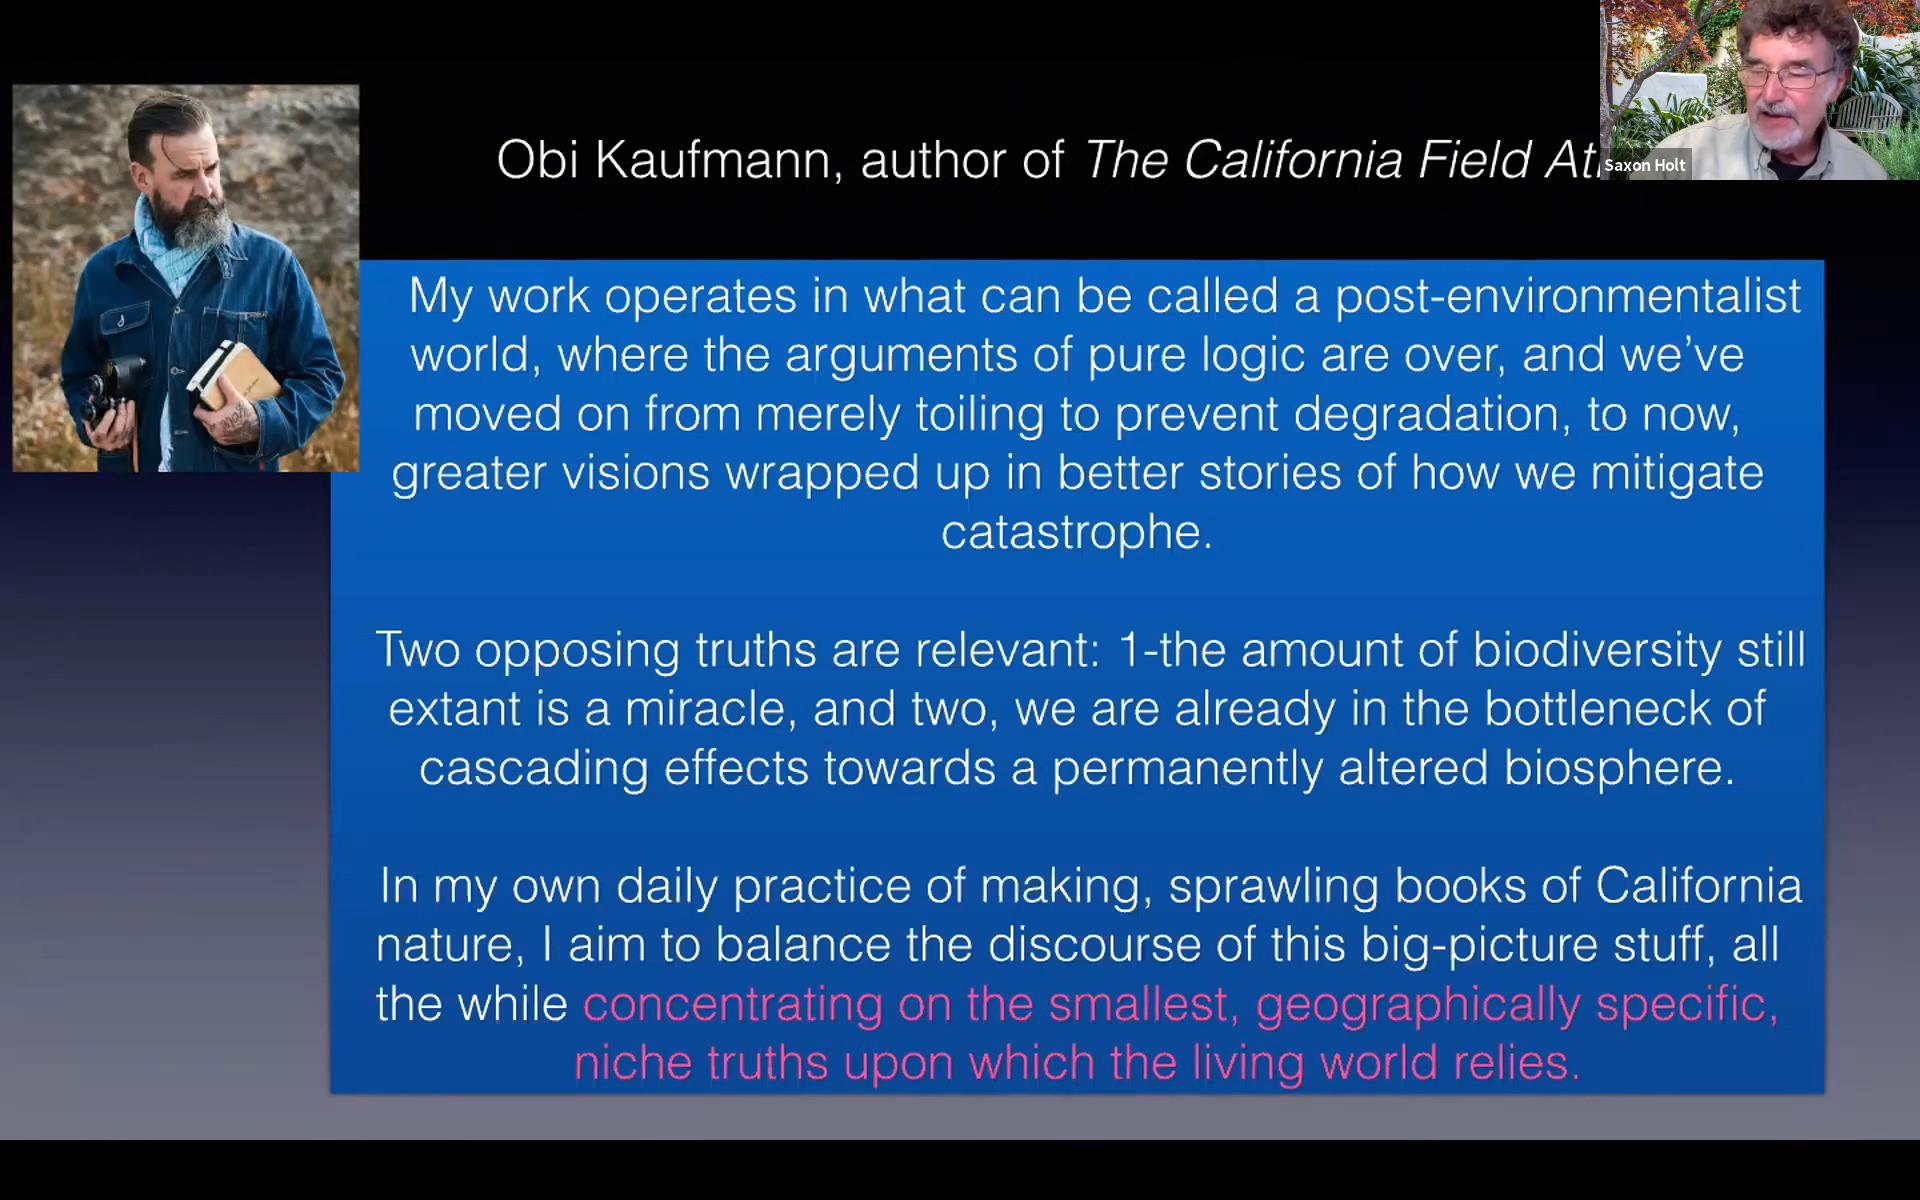 Obi Kaufmann, author of The California Field At
Saxon Holt
My work operates in what can be called a post-environmentalist
world, where the arguments of pure logic are over, and we’ve
moved on from merely toiling to prevent degradation, to now,
greater visions wrapped up in better stories of how we mitigate
catastrophe.
Two opposing truths are relevant: 1-the amount of biodiversity still
extant is a miracle, and two, we are already in the bottleneck of
cascading effects towards a permanently altered biosphere.
In my own daily practice of making, sprawling books of California
nature, I aim to balance the discourse of this big-picture stuff, all
the while concentrating on the smallest, geographically specific,
niche truths upon which the living world relies.